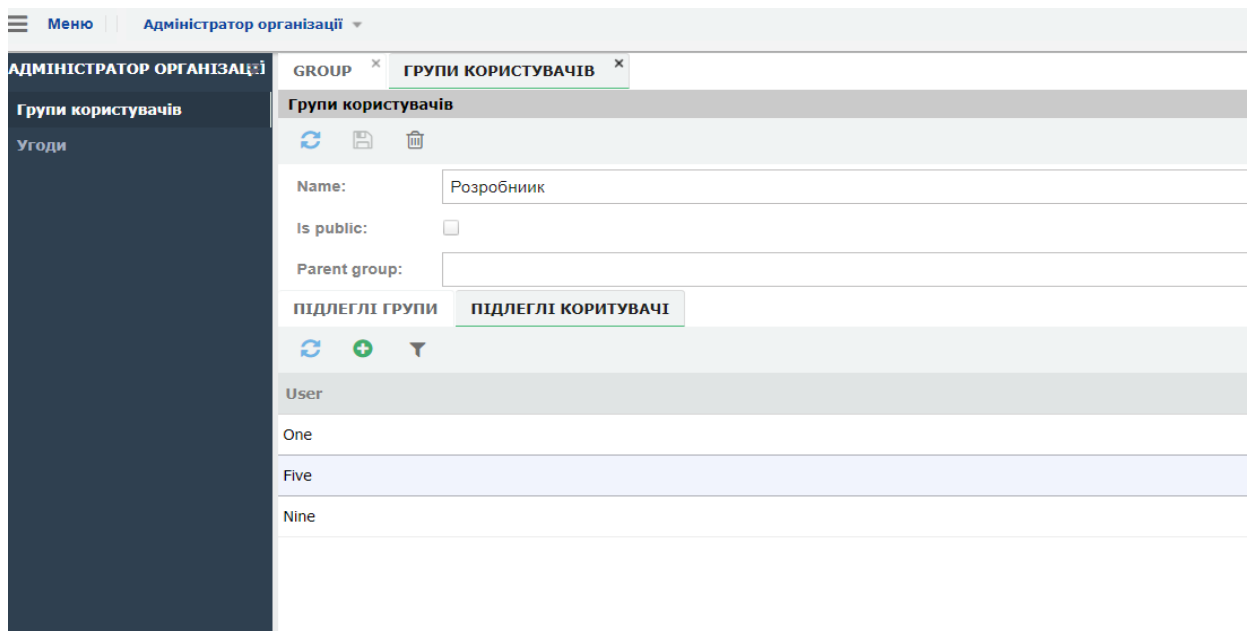 Меню Адміністратор організації
АДМІНІСТРАТОР ОРГАНІЗАЦІЇ
Групи користувачів
Угоди
GROUP × ГРУПИ КОРИСТУВАЧІВ ×
Групи користувачів
Name: Розробниик
Is public:
Parent group:
ПІДЛЕГЛІ ГРУПИ ПІДЛЕГЛІ КОРИТУВАЧІ
User
One
Five
Nine